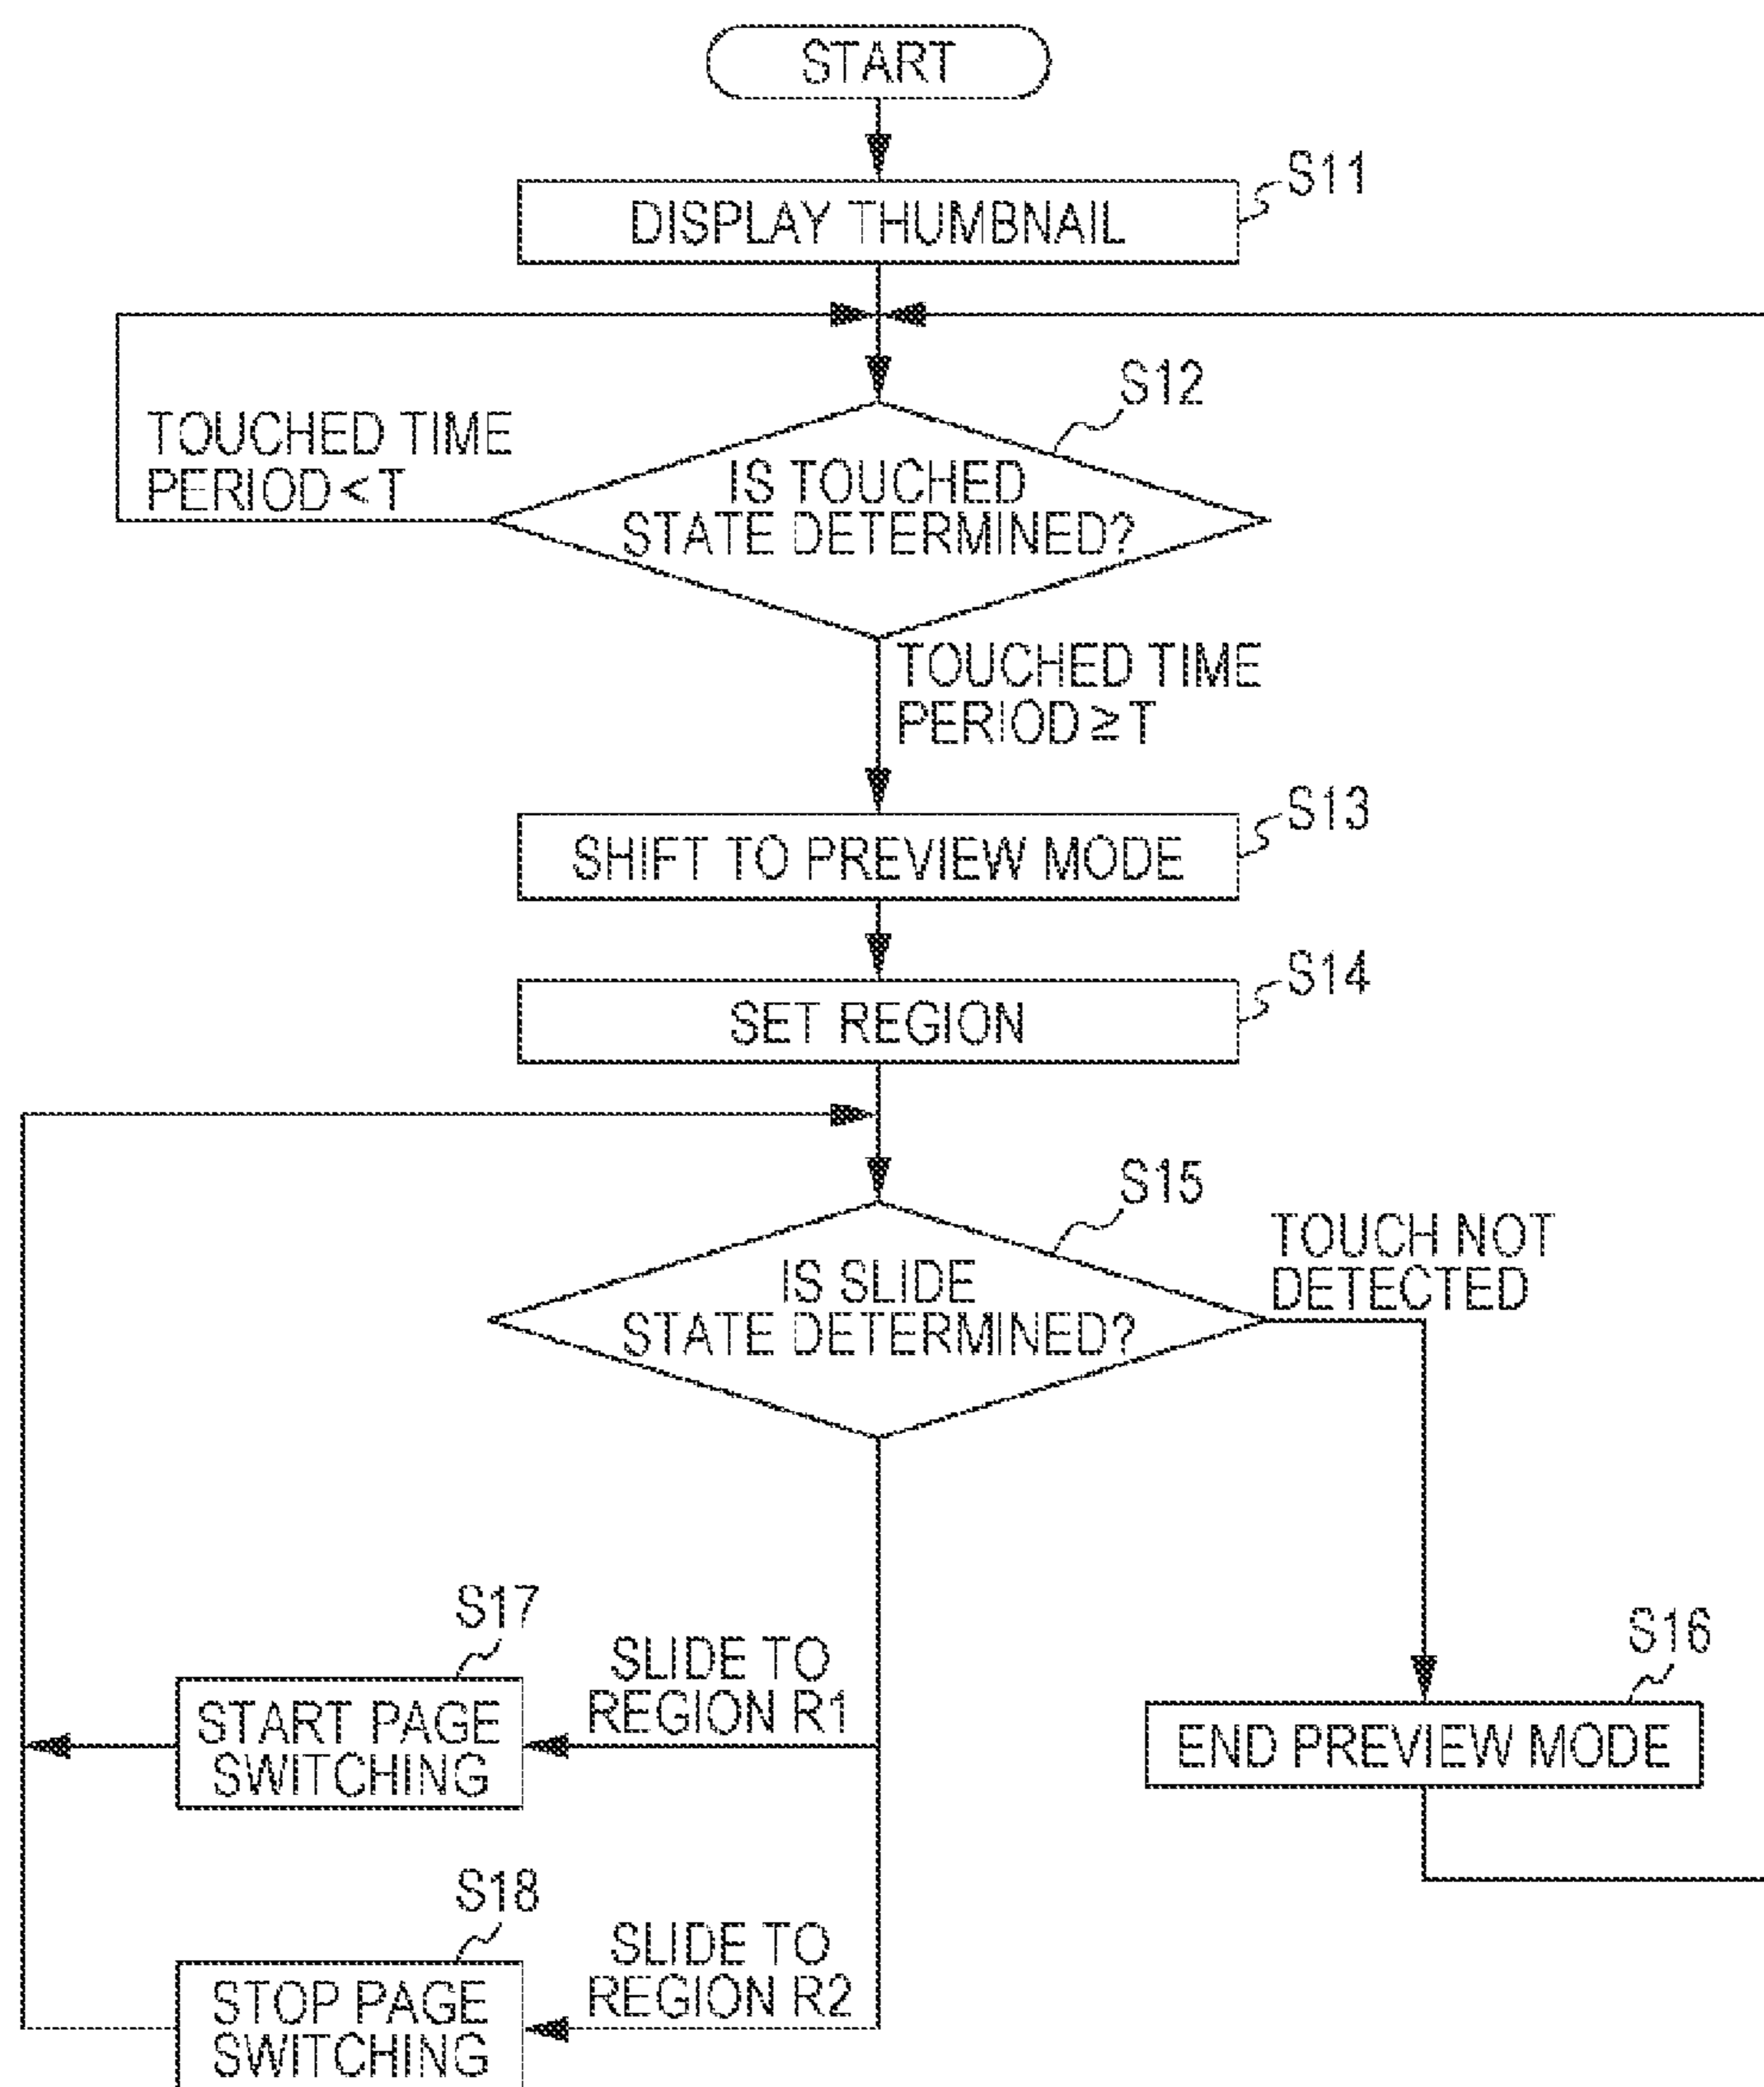 START
S11
DISPLAY THUMBNAIL
S12
TOUCHED TIME
PERIOD<T
IS TOUCHED
STATE DETERMINED?
TOUCHED TIME
PERIOD≥T
S13
SHIFT TO PREVIEW MODE
S14
SET REGION
S15
TOUCH NOT
DETECTED
IS SLIDE
STATE DETERMINED?
S17
SLIDE TO
REGION R1
START PAGE
SWITCHING
S16
END PREVIEW MODE
S18
SLIDE TO
REGION R2
STOP PAGE
SWITCHING